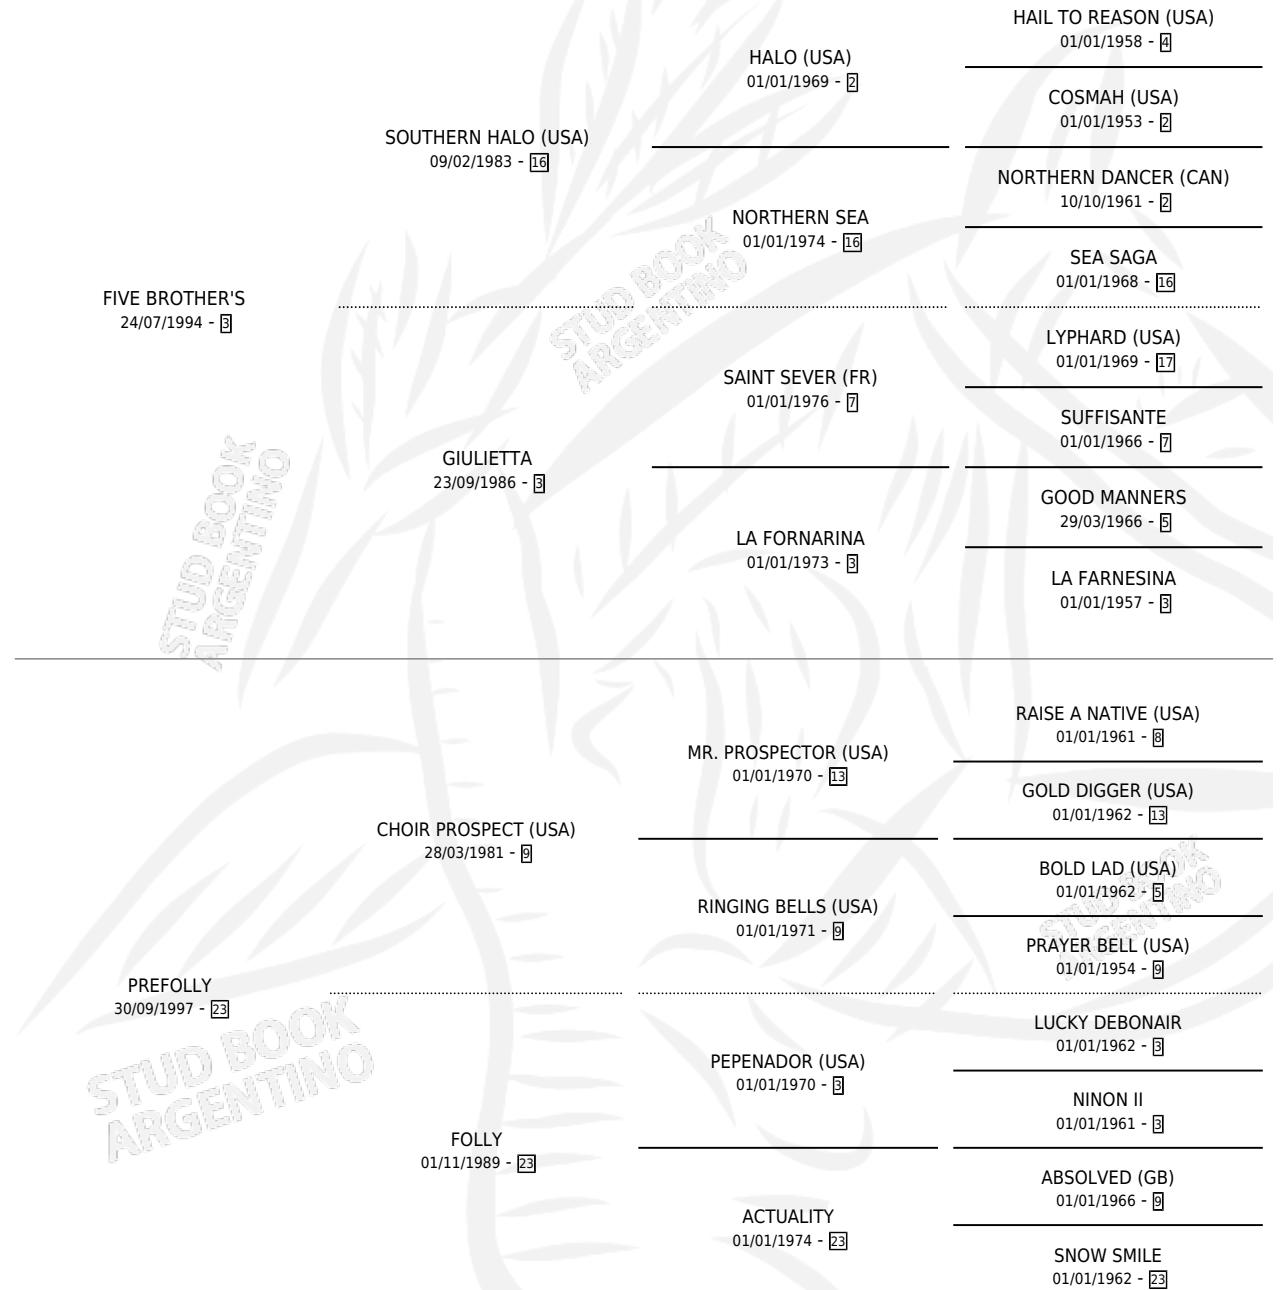 HAIL TO REASON (USA)
01/01/1958 - 4
HALO (USA)
01/01/1969 - 2
COSMAH (USA)
01/01/1953 - 2
SOUTHERN HALO (USA)
09/02/1983 - 16
NORTHERN DANCER (CAN)
10/10/1961 - 2
NORTHERN SEA
01/01/1974 - 16
SEA SAGA
01/01/1968 - 16
FIVE BROTHER'S
24/07/1994 - 3
STUD BOOK
ARGENTINO
LYPHARD (USA)
01/01/1969 - 17
SAINT SEVER (FR)
01/01/1976 - 7
SUFFISANTE
01/01/1966 - 7
GIULIETTA
23/09/1986 - 3
GOOD MANNERS
29/03/1966 - 5
LA FORNARINA
01/01/1973 - 3
LA FARNESINA
01/01/1957 - 3
STUD BOOK
ARGENTINO
RAISE A NATIVE (USA)
01/01/1961 - 8
MR. PROSPECTOR (USA)
01/01/1970 - 13
GOLD DIGGER (USA)
01/01/1962 - 13
CHOIR PROSPECT (USA)
28/03/1981 - 9
BOLD LAD (USA)
01/01/1962 - 5
RINGING BELLS (USA)
01/01/1971 - 9
STUD BOOK
ARGENTINO
PRAYER BELL (USA)
01/01/1954 - 9
PREFOLLY
30/09/1997 - 23
LUCKY DEBONAIR
01/01/1962 - 3
PEPENADOR (USA)
01/01/1970 - 3
STUD BOOK
ARGENTINO
NINON II
01/01/1961 - 3
FOLLY
01/11/1989 - 23
ABSOLVED (GB)
01/01/1966 - 9
ACTUALITY
01/01/1974 - 23
SNOW SMILE
01/01/1962 - 23